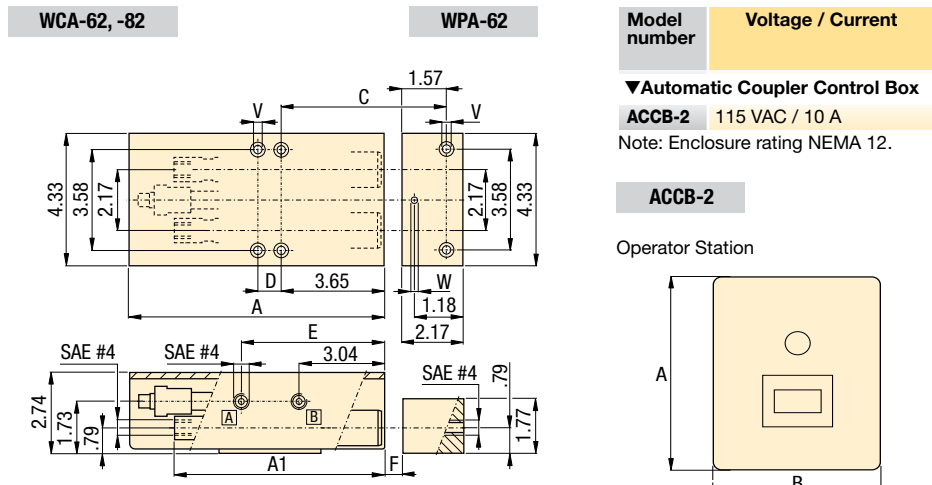 WCA-62, -82
WPA-62
1.57
C
V
V
4.33
3.58
2.17
2.17
3.58
4.33
D
3.65
W
A
1.18
2.17
E
SAE #4
SAE #4
3.04
SAE #4
.79
2.74
1.73
.79
A
B
1.77
A1
F
Model number
Voltage / Current
▼Automatic Coupler Control Box
ACCB-2 115 VAC / 10 A
Note: Enclosure rating NEMA 12.
ACCB-2
Operator Station
A
B